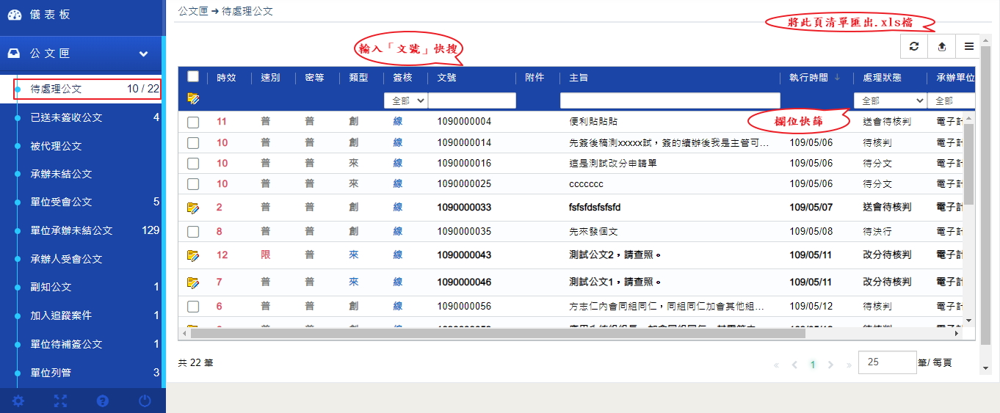 儀表板
公文匣
待處理公文 10 / 22
已送未簽收公文 4
被代理公文
承辦未結公文
單位受會公文 5
單位承辦未結公文 129
承辦人受會公文
副知公文 1
加入追蹤案件 1
單位待補簽公文 1
單位列管 3
公文匣 ➔ 待處理公文
將此頁清單匯出.xls檔
輸入「文號」快搜
時效 速別 密等 類型 簽核 文號 附件 主旨 執行時間 ↓ 處理狀態 承辦單位
全部 全部 全部
欄位快篩
11 普 普 創 線 1090000004 便利貼貼貼 送會待核判 電子計
10 普 普 創 線 1090000014 先簽後稿測xxxxx試，簽的續辦後我是主管可… 109/05/06 待核判 電子計
10 普 普 來 線 1090000016 這是測試改分申請單 109/05/06 待分文 電子計
10 普 普 來 線 1090000025 ccccccc 109/05/06 待分文 電子計
2 普 普 創 線 1090000033 fsfsfdsfsfsfd 109/05/07 送會待核判 電子計
8 普 普 創 線 1090000035 先來發個文 109/05/08 待決行 電子計
12 限 普 來 線 1090000043 測試公文2，請查照。 109/05/11 改分待核判 電子計
7 普 普 來 線 1090000046 測試公文1，請查照。 109/05/11 改分待核判 電子計
6 普 普 創 線 1090000056 方志仁內會同組同仁，同組同仁加會其他組… 109/05/12 待核判 電子計
共 22 筆
« < 1 > » 25 筆/ 每頁